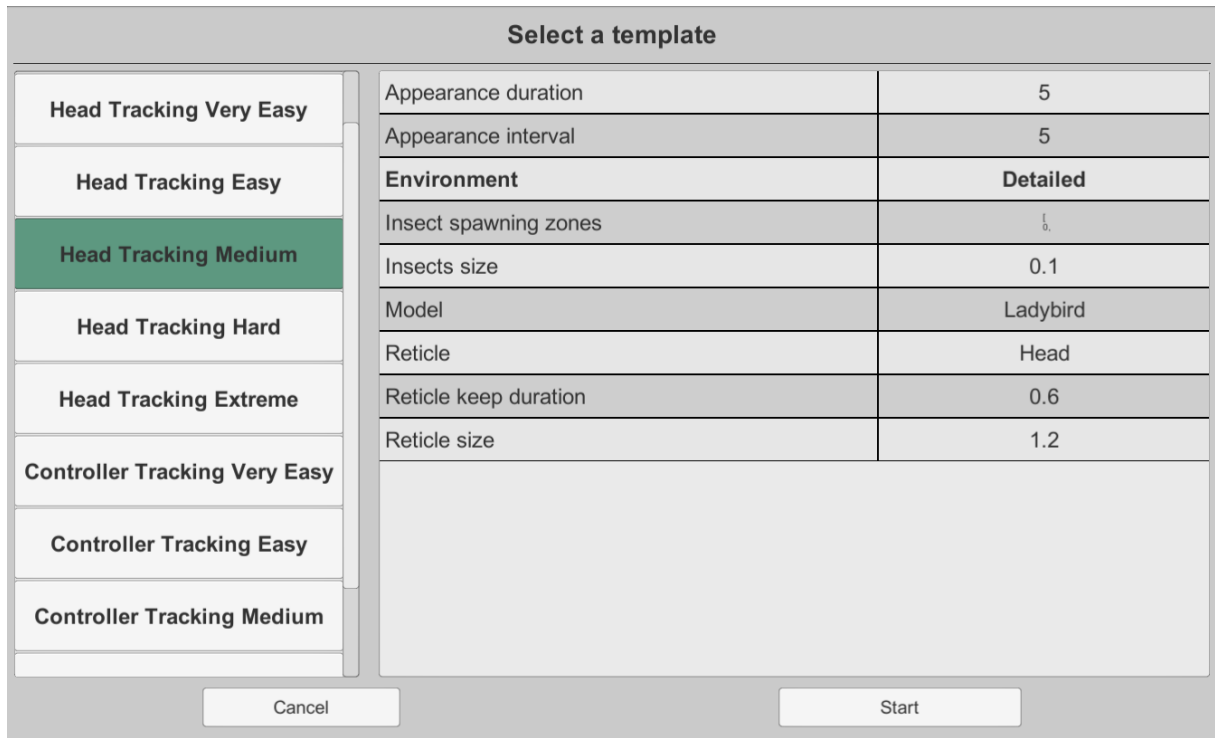 Select a template
Head Tracking Very Easy
Head Tracking Easy
Head Tracking Medium
Head Tracking Hard
Head Tracking Extreme
Controller Tracking Very Easy
Controller Tracking Easy
Controller Tracking Medium
Appearance duration 5
Appearance interval 5
Environment Detailed
Insect spawning zones
Insects size 0.1
Model Ladybird
Reticle Head
Reticle keep duration 0.6
Reticle size 1.2
Cancel
Start